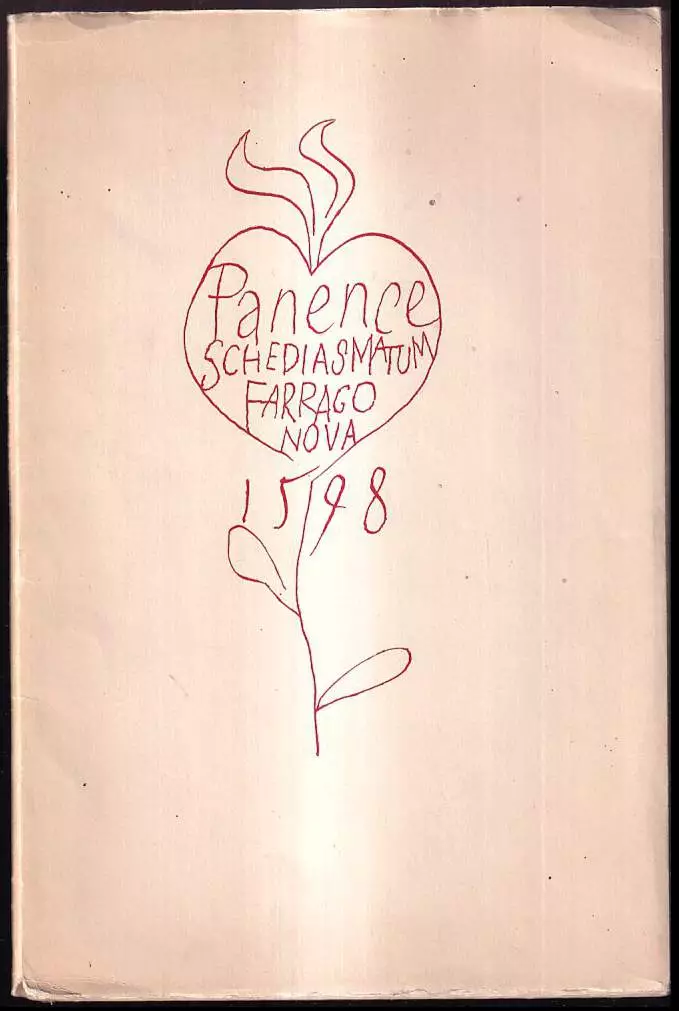 Panence
SCHEDIASMATUM
FARRAGO
NOVA
1598